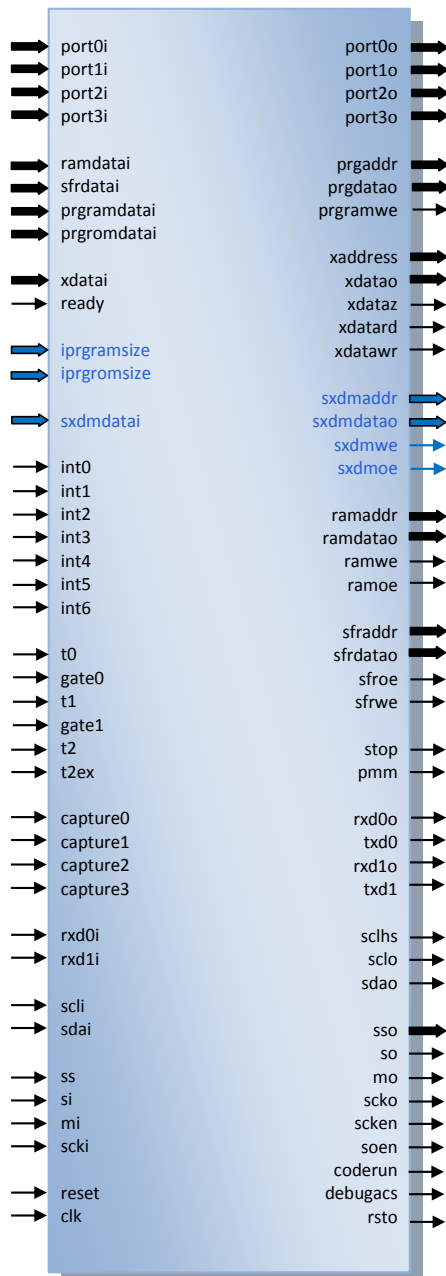 port0i
port1i
port2i
port3i
ramdatai
sfrdatai
prgramdatai
prgromdatai
xdatai
ready
iprgramsize
iprgromsize
sxdmdatai
int0
int1
int2
int3
int4
int5
int6
t0
gate0
t1
gate1
t2
t2ex
capture0
capture1
capture2
capture3
rxd0i
rxd1i
scli
sdai
ss
si
mi
scki
reset
clk
port0o
port1o
port2o
port3o
prgaddr
prgdatao
prgramwe
xaddress
xdatao
xdataz
xdatard
xdatawr
sxdmaddr
sxdmdatao
sxdmwe
sxdmoe
ramaddr
ramdatao
ramwe
ramoe
sfraddr
sfrdatao
sfroe
sfrwe
stop
pmm
rxd0o
txd0
rxd1o
txd1
sclhs
sclo
sdao
sso
so
mo
scko
scken
soen
coderun
debugacs
rsto